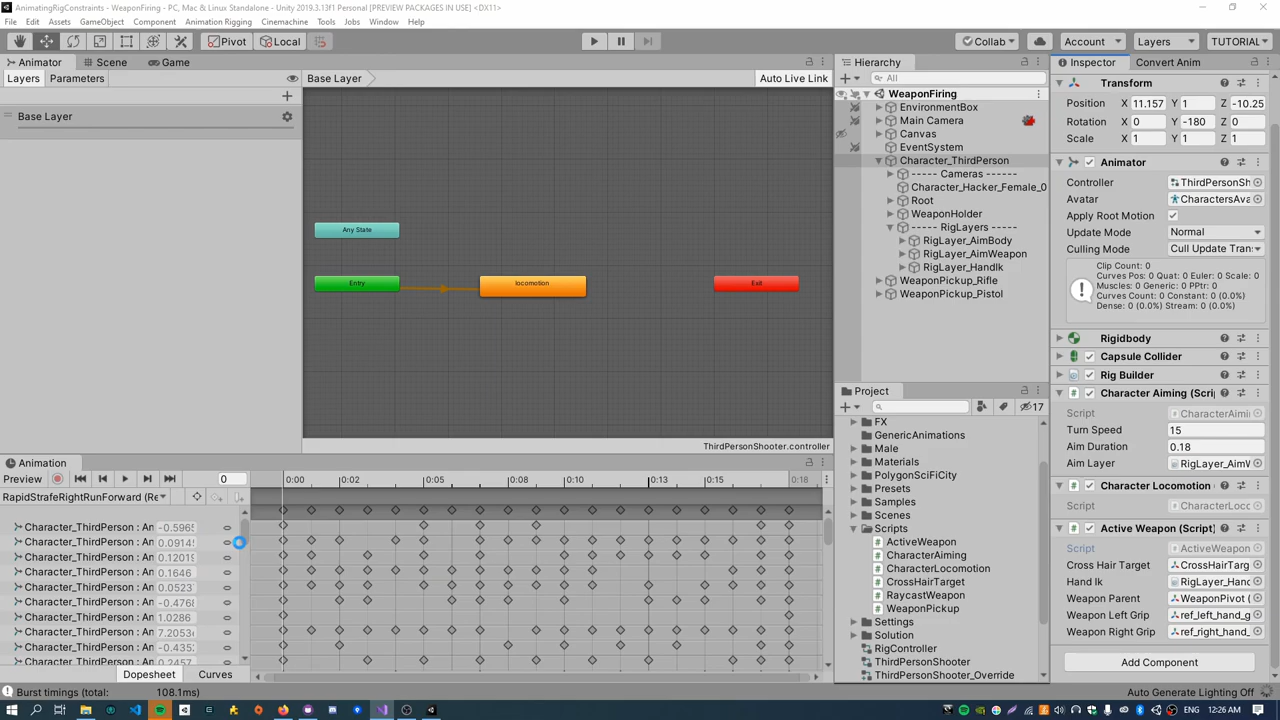 AnimatingRigConstraints - WeaponFiring - PC, Mac & Linux Standalone - Unity 2019.3.13f1 Personal [PREVIEW PACKAGES IN USE] <DX11>
File Edit Assets GameObject Component Animation Rigging Cinemachine Tools Jobs Window Help
Pivot Local Collab Account Layers TUTORIAL
Animator Scene Game
Layers Parameters Base Layer Auto Live Link
Base Layer
Any State
Entry
locomotion
Exit
ThirdPersonShooter.controller
Hierarchy
All
WeaponFiring
EnvironmentBox
Main Camera
Canvas
EventSystem
Character_ThirdPerson
----- Cameras ------
Character_Hacker_Female_0
Root
WeaponHolder
----- RigLayers -----
RigLayer_AimBody
RigLayer_AimWeapon
RigLayer_HandIk
WeaponPickup_Rifle
WeaponPickup_Pistol
Project
17
FX
GenericAnimations
Male
Materials
PolygonSciFiCity
Presets
Samples
Scenes
Scripts
ActiveWeapon
CharacterAiming
CharacterLocomotion
CrossHairTarget
RaycastWeapon
WeaponPickup
Settings
Solution
RigController
ThirdPersonShooter
ThirdPersonShooter_Override
Inspector Convert Anim
Transform
Position X 11.157 Y 1 Z -10.25
Rotation X 0 Y -180 Z 0
Scale X 1 Y 1 Z 1
Animator
Controller ThirdPersonSh
Avatar CharactersAva
Apply Root Motion
Update Mode Normal
Culling Mode Cull Update Tran:
Clip Count: 0
Curves Pos: 0 Quat: 0 Euler: 0 Scale: 0
Muscles: 0 Generic: 0 PPtr: 0
Curves Count: 0 Constant: 0 (0.0%)
Dense: 0 (0.0%) Stream: 0 (0.0%)
Rigidbody
Capsule Collider
Rig Builder
Character Aiming (Scri
Script CharacterAimi
Turn Speed 15
Aim Duration 0.18
Aim Layer RigLayer_AimW
Character Locomotion
Script CharacterLoco
Active Weapon (Script)
Script ActiveWeapon
Cross Hair Target CrossHairTarg
Hand Ik RigLayer_Hand
Weapon Parent WeaponPivot (
Weapon Left Grip ref_left_hand_g
Weapon Right Grip ref_right_hand_
Add Component
Animation
Preview 0 0:00 0:02 0:05 0:08 0:10 0:13 0:15 0:18
RapidStrafeRightRunForward (Re
Character_ThirdPerson : An -0.596
Character_ThirdPerson : An 0.0914
Character_ThirdPerson : An 0.1201
Character_ThirdPerson : An 0.1646
Character_ThirdPerson : An 0.0523
Character_ThirdPerson : An -0.476
Character_ThirdPerson : An 1.0286
Character_ThirdPerson : An 7.2053
Character_ThirdPerson : An -0.435
Character_ThirdPerson : An 0.2457
Dopesheet Curves
Burst timings (total: 108.1ms)
Auto Generate Lighting Off
ENG 12:26 AM